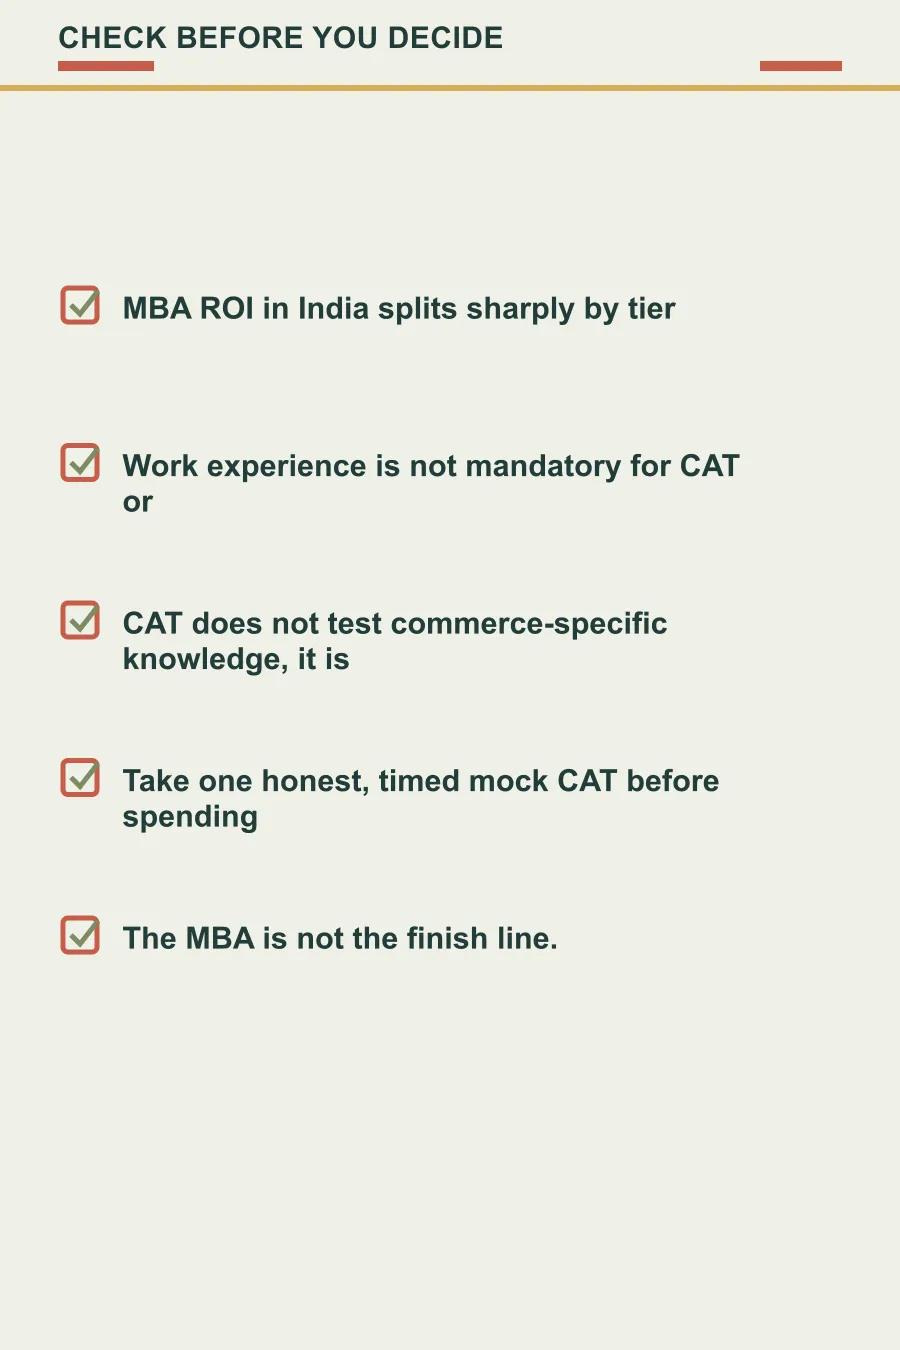 CHECK BEFORE YOU DECIDE
MBA ROI in India splits sharply by tier
Work experience is not mandatory for CAT
or
CAT does not test commerce-specific
knowledge, it is
Take one honest, timed mock CAT before
spending
The MBA is not the finish line.